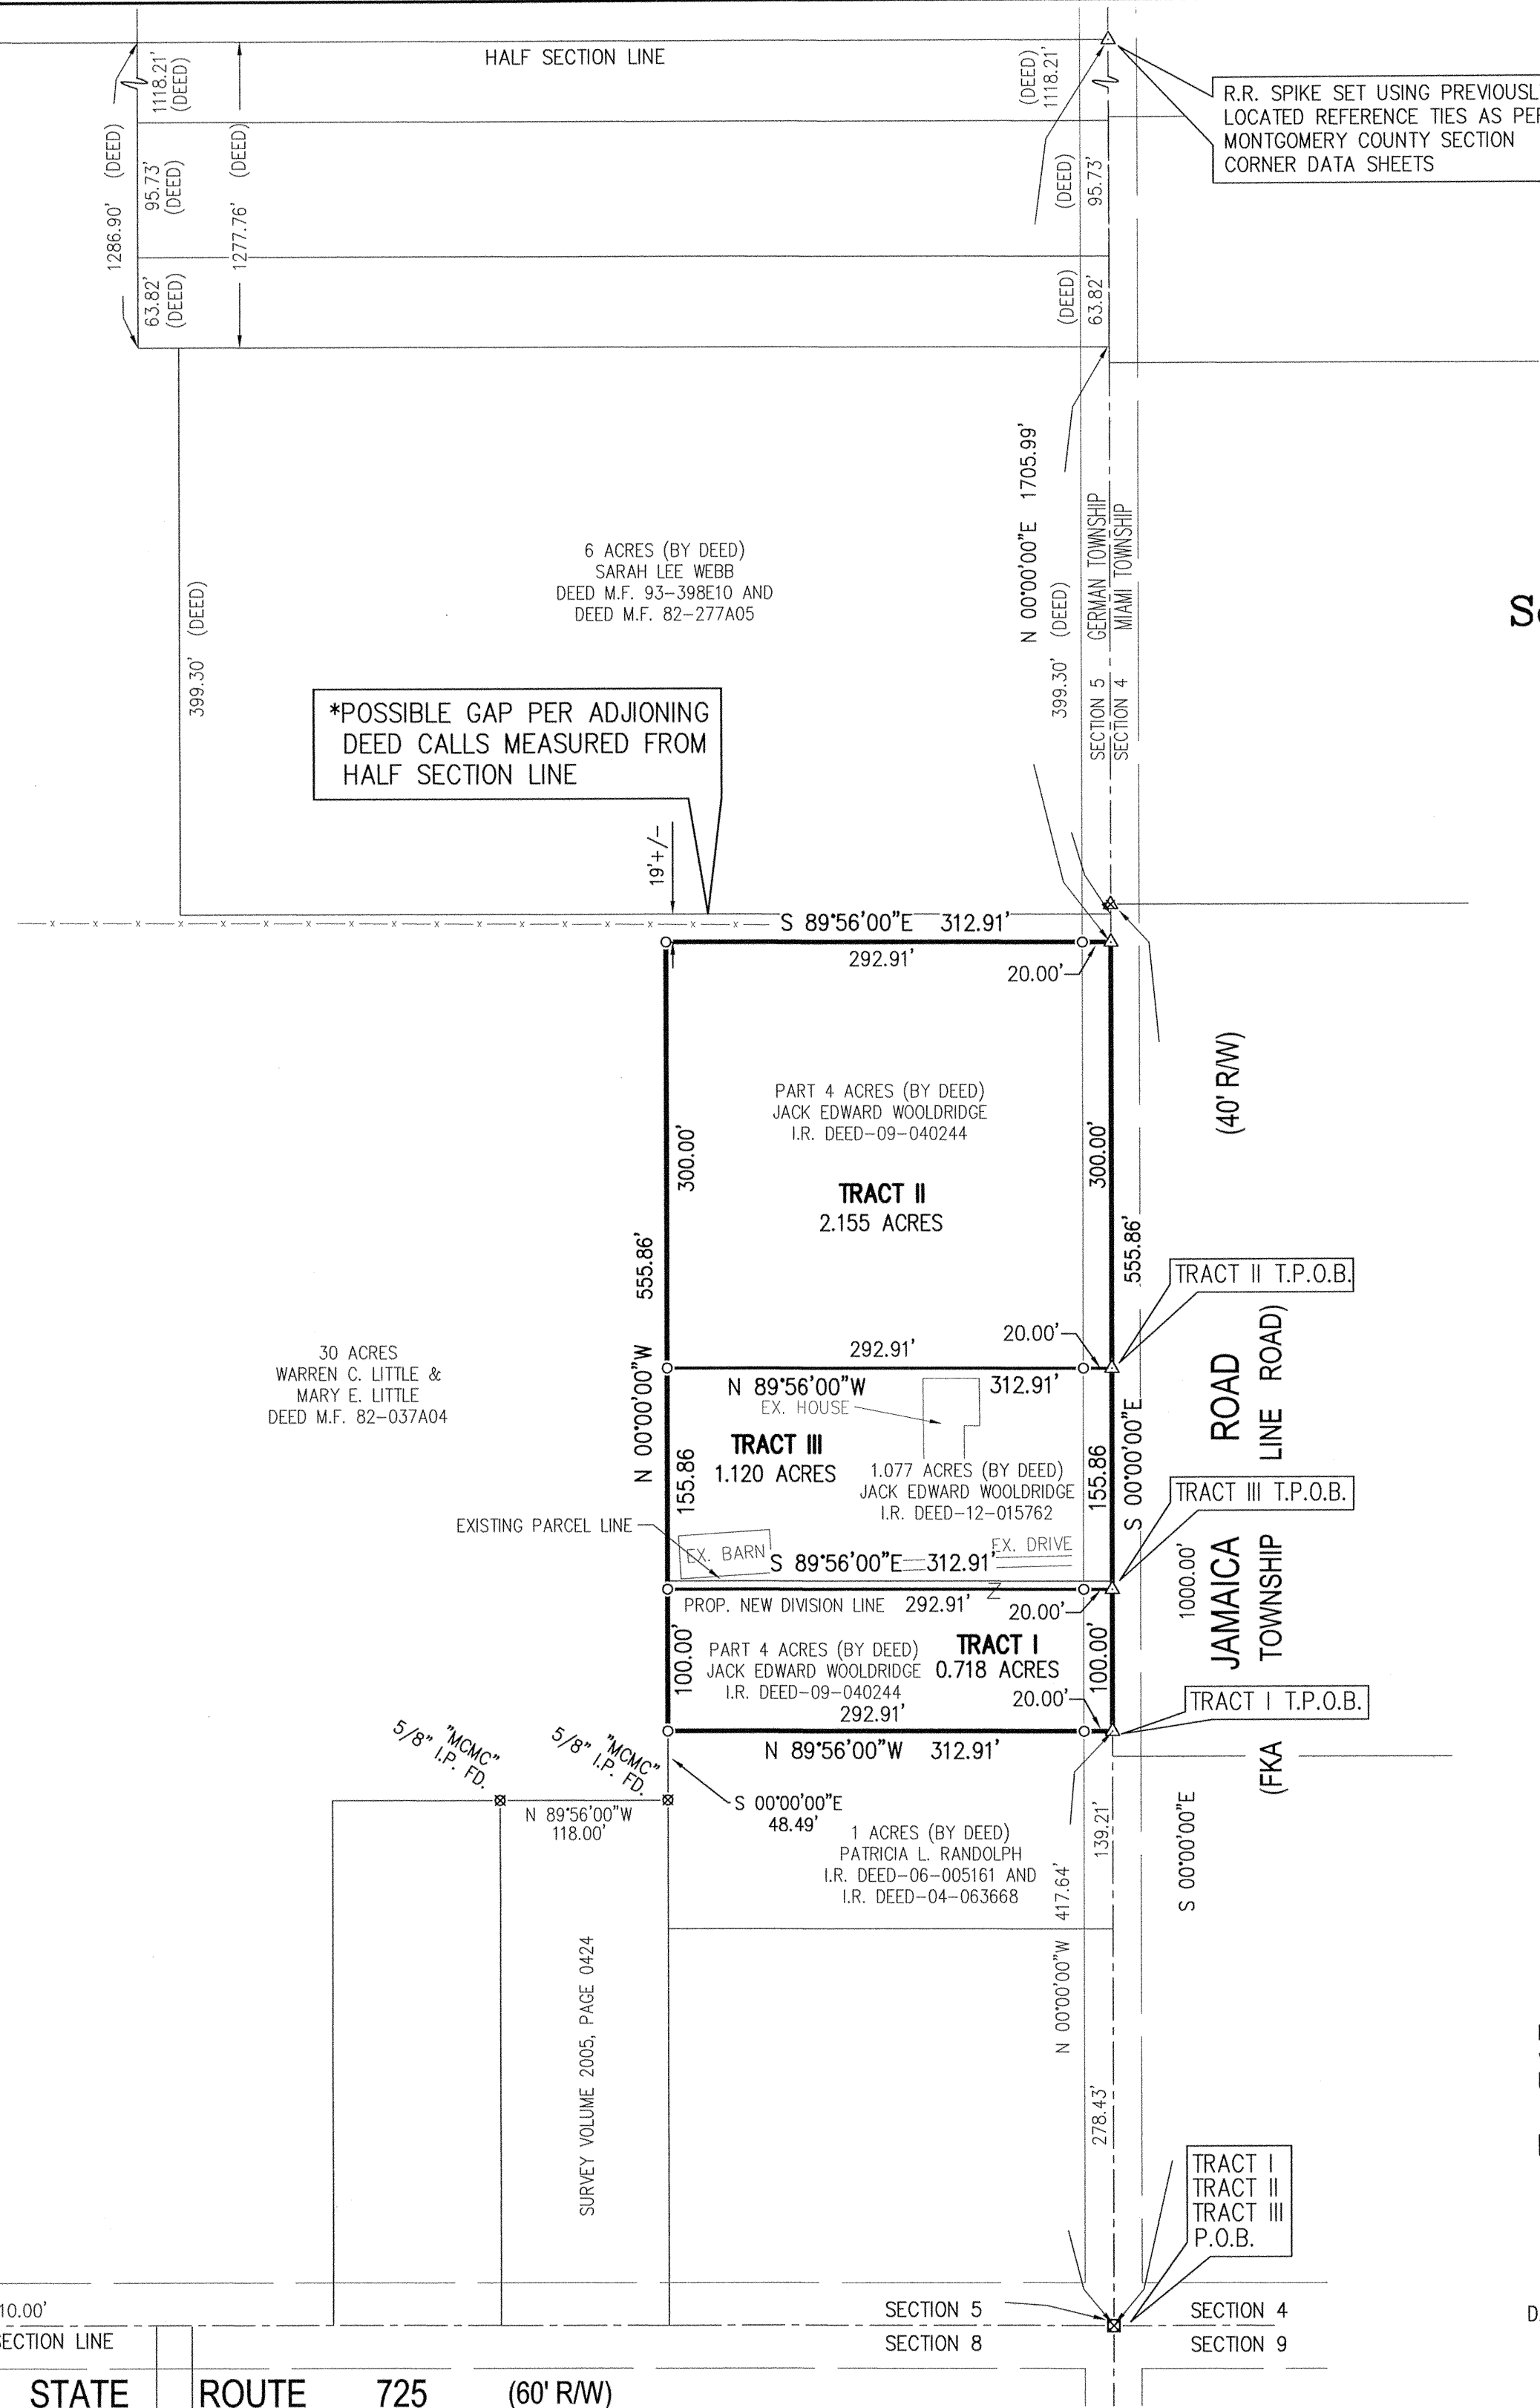 HALF SECTION LINE
1118.21'
(DEED)
(DEED)
1118.21'
R.R. SPIKE SET USING PREVIOUSL
LOCATED REFERENCE TIES AS PE
MONTGOMERY COUNTY SECTION
CORNER DATA SHEETS
1286.90' (DEED)
95.73'
(DEED)
1277.76' (DEED)
(DEED)
95.73'
63.82'
(DEED)
(DEED)
63.82'
N 00°00'00"E 1705.99'
399.30' (DEED)
GERMAN TOWNSHIP
MIAMI TOWNSHIP
SECTION 5
SECTION 4
6 ACRES (BY DEED)
SARAH LEE WEBB
DEED M.F. 93-398E10 AND
DEED M.F. 82-277A05
399.30' (DEED)
*POSSIBLE GAP PER ADJIONING
DEED CALLS MEASURED FROM
HALF SECTION LINE
19'+/-
S 89°56'00"E 312.91'
292.91'
20.00'
(40' R/W)
PART 4 ACRES (BY DEED)
JACK EDWARD WOOLDRIDGE
I.R. DEED-09-040244
300.00'
300.00'
TRACT II
2.155 ACRES
555.86'
555.86'
TRACT II T.P.O.B.
20.00'
292.91'
N 89°56'00"W 312.91'
EX. HOUSE
30 ACRES
WARREN C. LITTLE &
MARY E. LITTLE
DEED M.F. 82-037A04
N 00°00'00"W
S 00°00'00"E
TRACT III
1.120 ACRES
155.86
155.86
1.077 ACRES (BY DEED)
JACK EDWARD WOOLDRIDGE
I.R. DEED-12-015762
TRACT III T.P.O.B.
EXISTING PARCEL LINE
EX. BARN
EX. DRIVE
S 89°56'00"E 312.91'
PROP. NEW DIVISION LINE 292.91'
20.00'
1000.00'
JAMAICA ROAD
(FKA TOWNSHIP LINE ROAD)
100.00'
100.00'
PART 4 ACRES (BY DEED)
JACK EDWARD WOOLDRIDGE
I.R. DEED-09-040244
TRACT I
0.718 ACRES
20.00'
292.91'
TRACT I T.P.O.B.
N 89°56'00"W 312.91'
"MCMC"
5/8" I.P. FD.
"MCMC"
5/8" I.P. FD.
N 89°56'00"W
118.00'
S 00°00'00"E
48.49'
1 ACRES (BY DEED)
PATRICIA L. RANDOLPH
I.R. DEED-06-005161 AND
I.R. DEED-04-063668
139.21'
S 00°00'00"E
N 00°00'00"W 417.64'
SURVEY VOLUME 2005, PAGE 0424
278.43'
TRACT I
TRACT II
TRACT III
P.O.B.
10.00'
SECTION 5
SECTION 4
SECTION LINE
SECTION 8
SECTION 9
STATE ROUTE 725 (60' R/W)